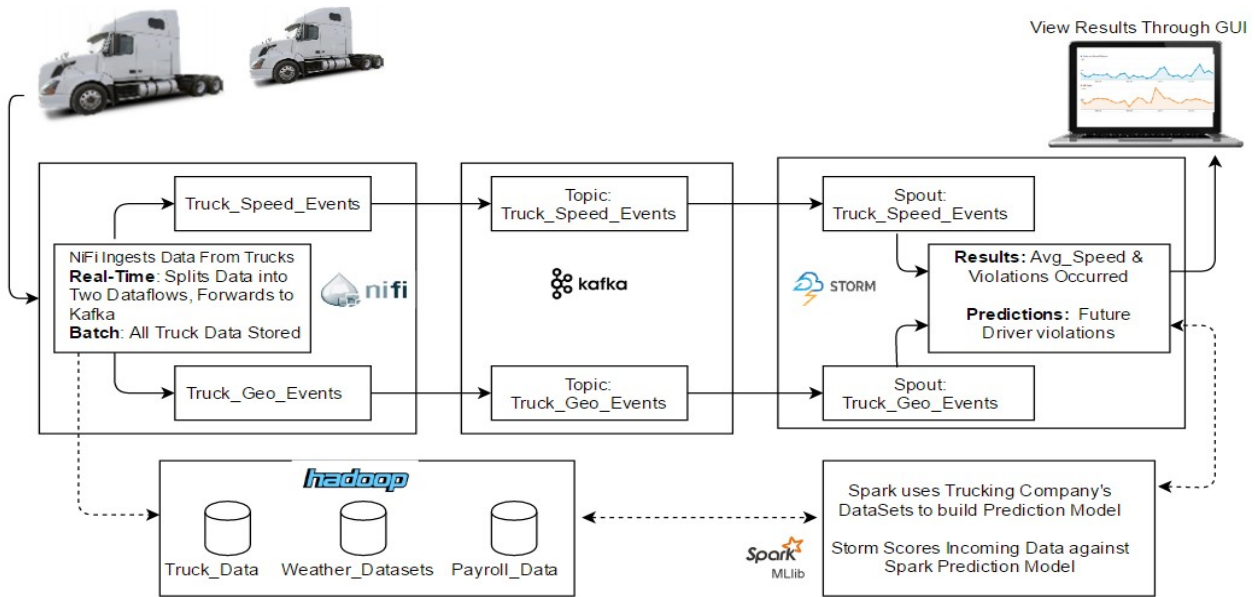 View Results Through GUI
Truck_Speed_Events
NiFi Ingests Data From Trucks
Real-Time: Splits Data into
Two Dataflows, Forwards to
Kafka
Batch: All Truck Data Stored
nifi
Truck_Geo_Events
Topic:
Truck_Speed_Events
kafka
Topic:
Truck_Geo_Events
Spout:
Truck_Speed_Events
STORM
Results: Avg_Speed &
Violations Occurred
Predictions: Future
Driver violations
Spout:
Truck_Geo_Events
hadoop
Truck_Data
Weather_Datasets
Payroll_Data
Spark
MLlib
Spark uses Trucking Company's
DataSets to build Prediction Model
Storm Scores Incoming Data against
Spark Prediction Model